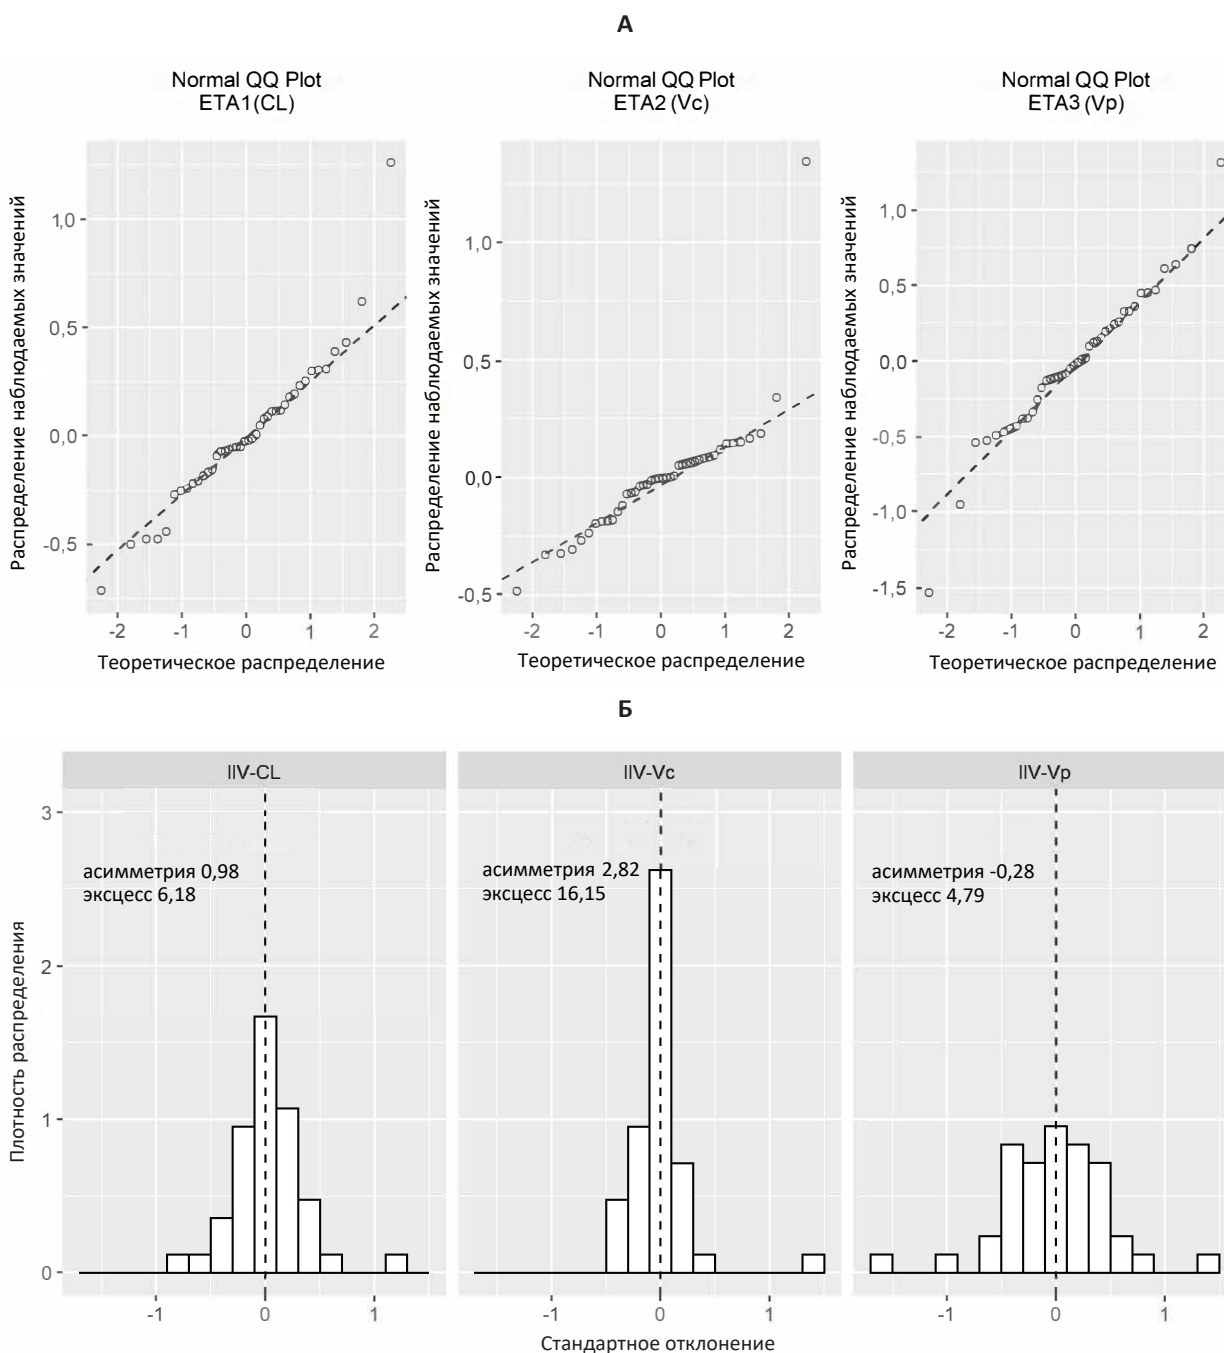 А
Normal QQ Plot
ETA1(CL)
Normal QQ Plot
ETA2 (Vc)
Normal QQ Plot
ETA3 (Vp)
Распределение наблюдаемых значений
1,0
0,5
0,0
-0,5
-2
-1
0
1
2
Теоретическое распределение
Распределение наблюдаемых значений
1,0
0,5
0,0
-0,5
-2
-1
0
1
2
Теоретическое распределение
Распределение наблюдаемых значений
1,0
0,5
0,0
-0,5
-1,0
-1,5
-2
-1
0
1
2
Теоретическое распределение
Б
IIV-CL
IIV-Vc
IIV-Vp
Плотность распределения
3
2
1
0
асимметрия 0,98
эксцесс 6,18
асимметрия 2,82
эксцесс 16,15
асимметрия -0,28
эксцесс 4,79
-1
0
1
-1
0
1
-1
0
1
Стандартное отклонение